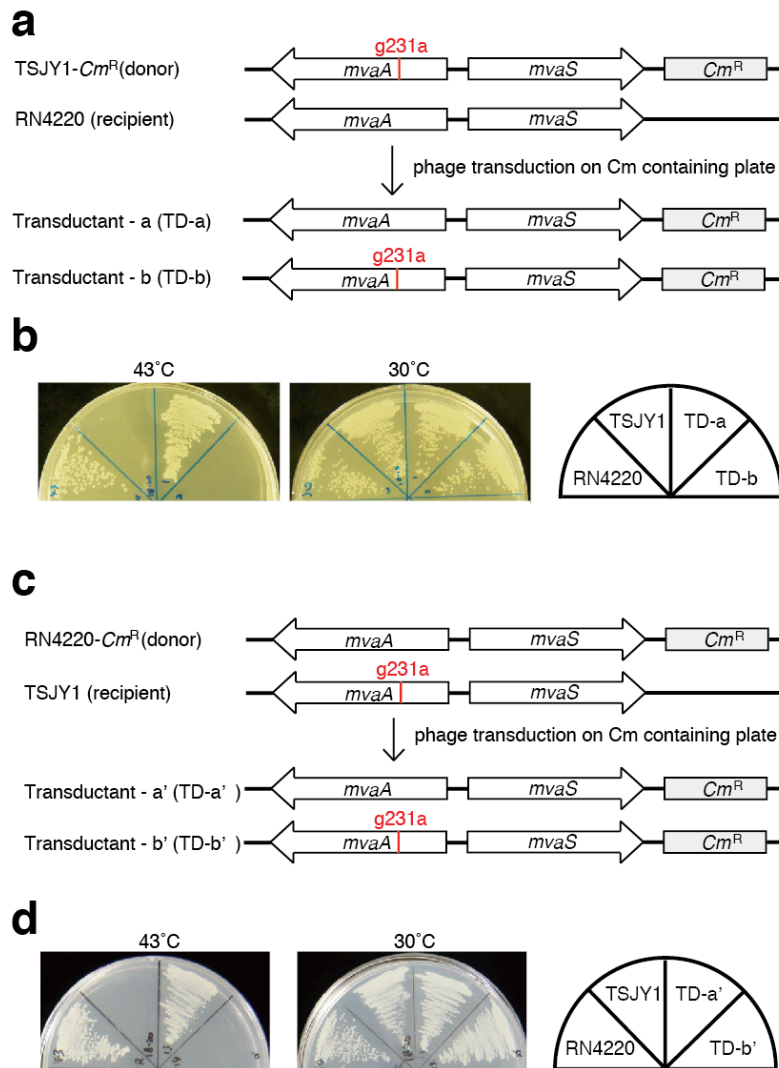 a
g231a
TSJY1-CmR(donor) mvaA mvaS CmR
RN4220 (recipient) mvaA mvaS
phage transduction on Cm containing plate
Transductant - a (TD-a) mvaA mvaS CmR
g231a
Transductant - b (TD-b) mvaA mvaS CmR
b
43˚C 30˚C
TSJY1 TD-a
RN4220 TD-b
c
RN4220-CmR(donor) mvaA mvaS CmR
g231a
TSJY1 (recipient) mvaA mvaS
phage transduction on Cm containing plate
Transductant - a' (TD-a' ) mvaA mvaS CmR
g231a
Transductant - b' (TD-b' ) mvaA mvaS CmR
d
43˚C 30˚C
TSJY1 TD-a'
RN4220 TD-b'